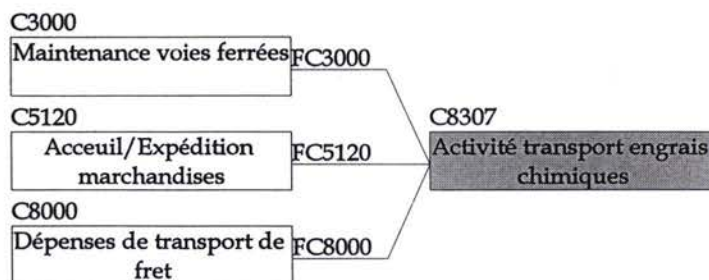 C3000
Maintenance voies ferrées
FC3000
C5120
Acceuil/Expédition
marchandises
FC5120
C8307
Activité transport engrais
chimiques
C8000
Dépenses de transport de
fret
FC8000